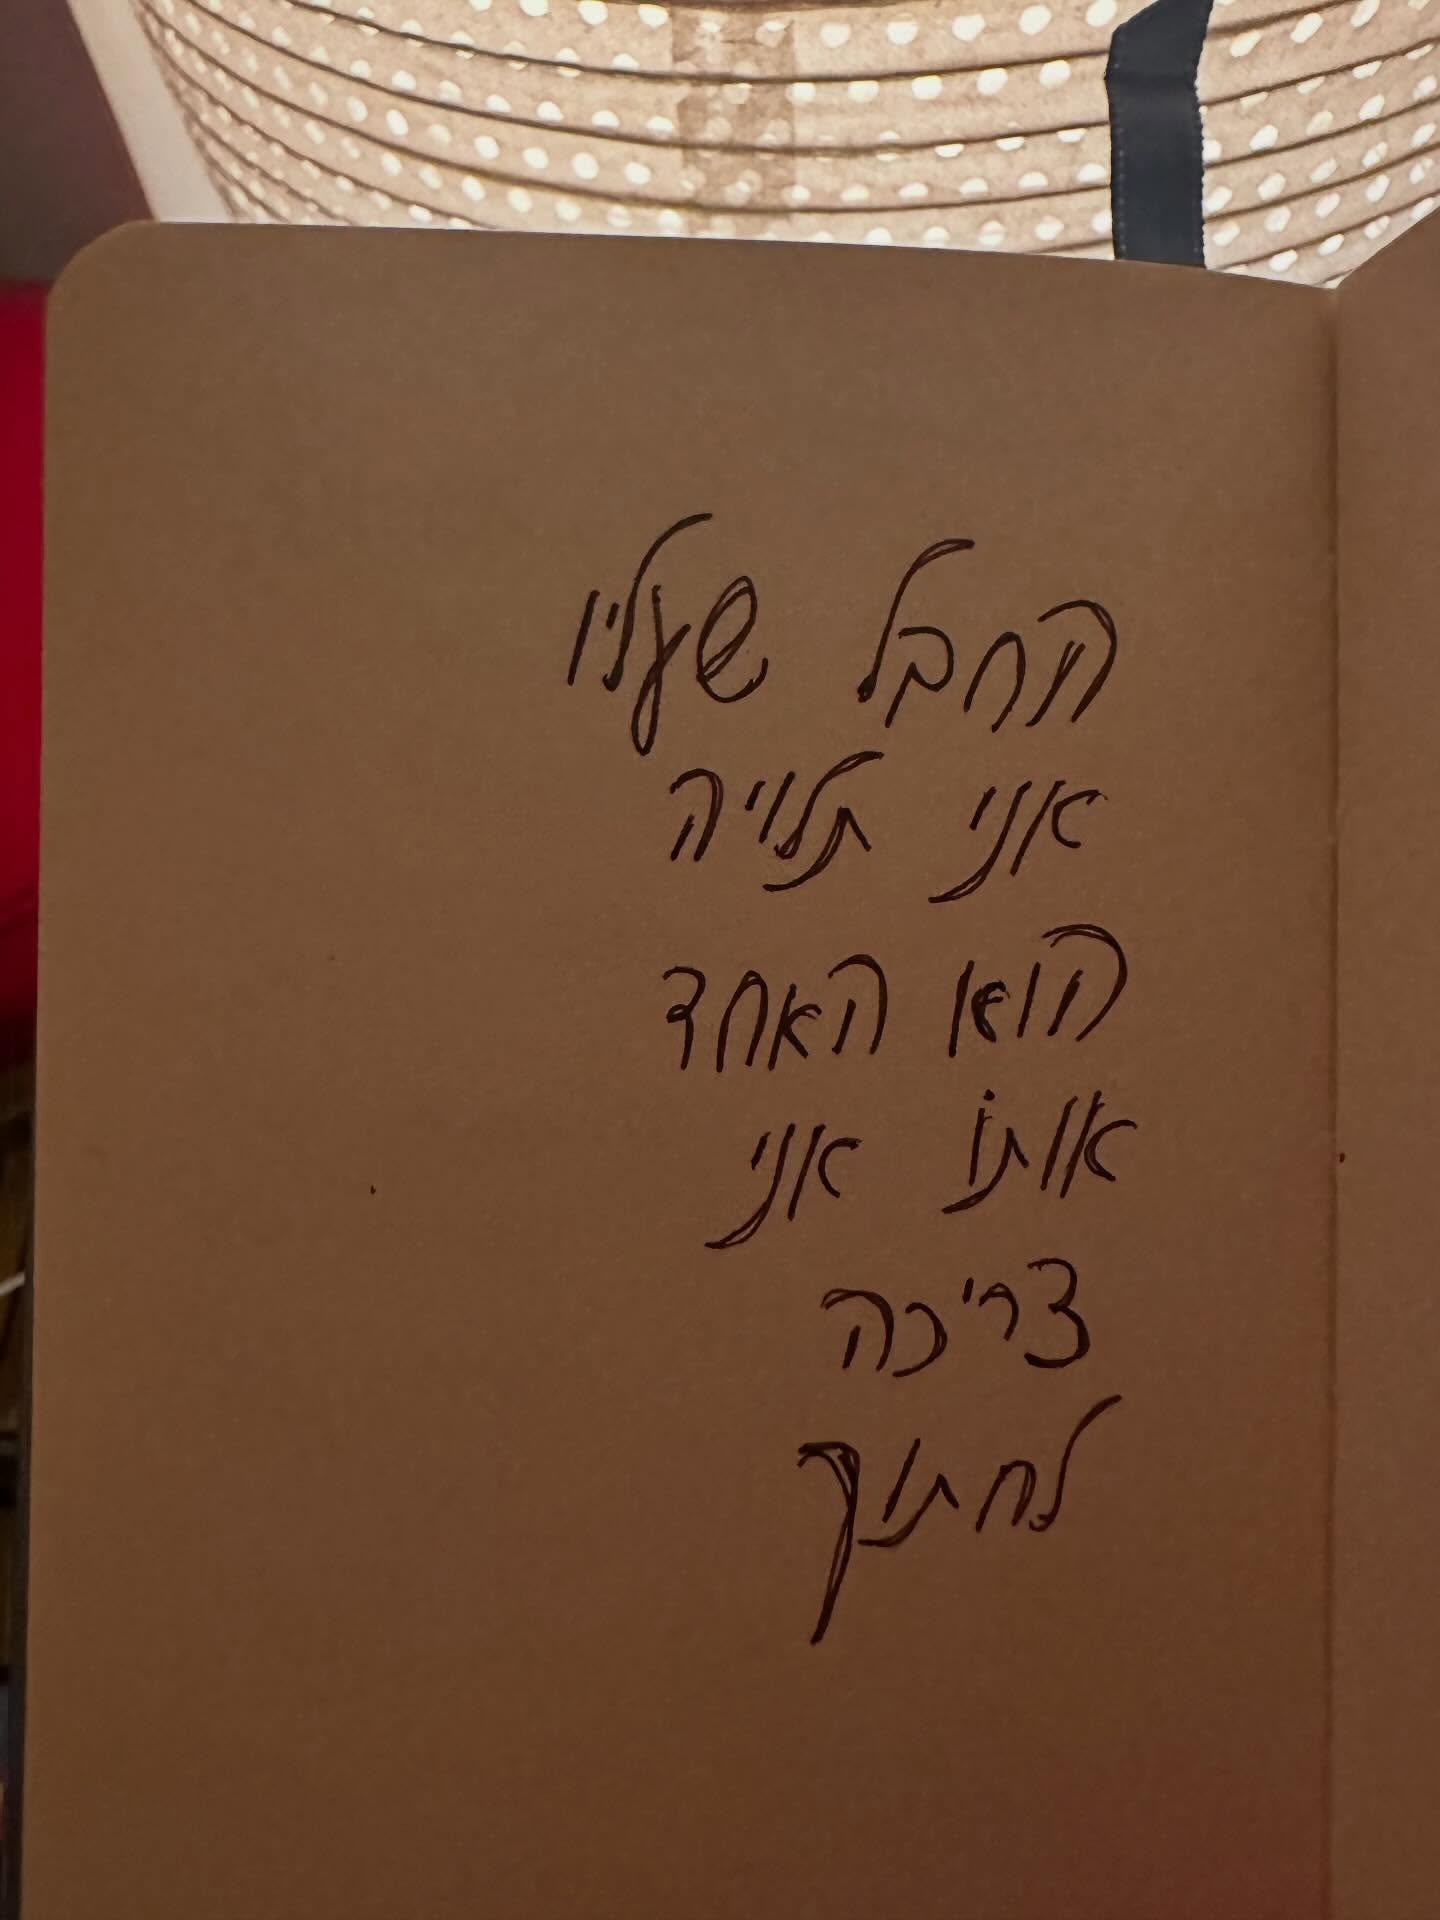 החבל שעליו
אני תלויה
הוא האחד
אותו אני
צריכה
לחתוך